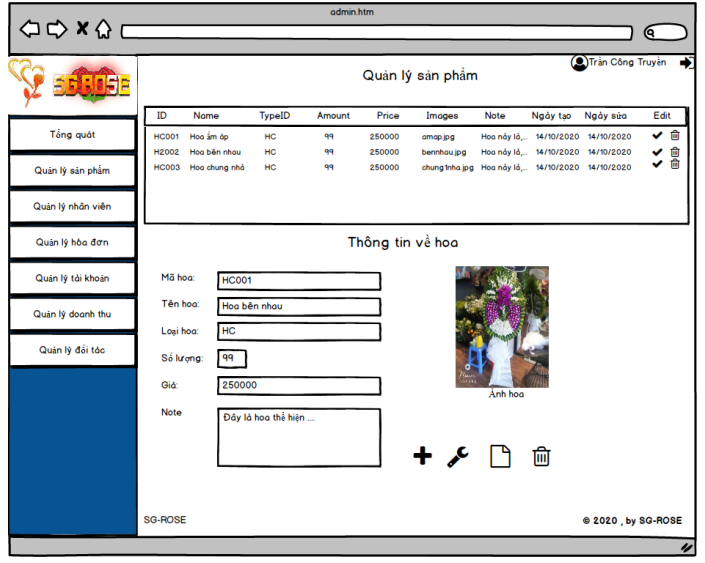 admin.htm
SG-ROSE
Trần Công Truyện
Quản lý sản phẩm
ID Name TypeID Amount Price Images Note Ngày tạo Ngày sửa Edit
HC001 Hoa ấm áp HC 99 250000 amap.jpg Hoa này là,... 14/10/2020 14/10/2020
H2002 Hoa bên nhau HC 99 250000 bennhau.jpg Hoa này là,... 14/10/2020 14/10/2020
HC003 Hoa chung nhà HC 99 250000 chung1nha.jpg Hoa này là,... 14/10/2020 14/10/2020
Tổng quát
Quản lý sản phẩm
Quản lý nhân viên
Quản lý hóa đơn
Quản lý tài khoản
Quản lý doanh thu
Quản lý đối tác
Thông tin về hoa
Mã hoa: HC001
Tên hoa: Hoa bên nhau
Loại hoa: HC
Số lượng: 99
Giá: 250000
Note Đây là hoa thể hiện ....
Ảnh hoa
SG-ROSE
© 2020 , by SG-ROSE